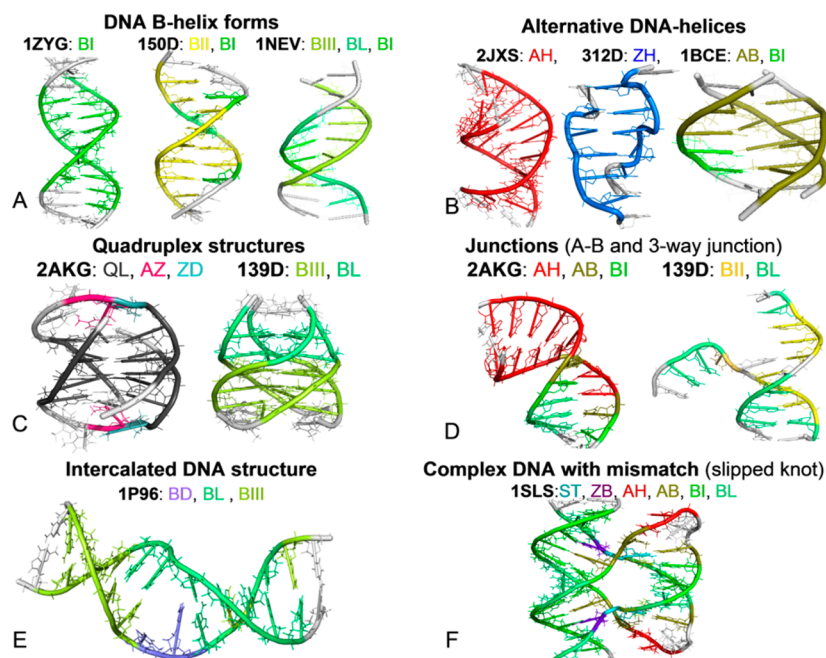 DNA B-helix forms
1ZYG: BI 150D: BII, BI 1NEV: BIII, BL, BI
A
Alternative DNA-helices
2JXS: AH, 312D: ZH, 1BCE: AB, BI
B
Quadruplex structures
2AKG: QL, AZ, ZD 139D: BIII, BL
C
Junctions (A-B and 3-way junction)
2AKG: AH, AB, BI 139D: BII, BL
D
Intercalated DNA structure
1P96: BD, BL , BIII
E
Complex DNA with mismatch (slipped knot)
1SLS:ST, ZB, AH, AB, BI, BL
F